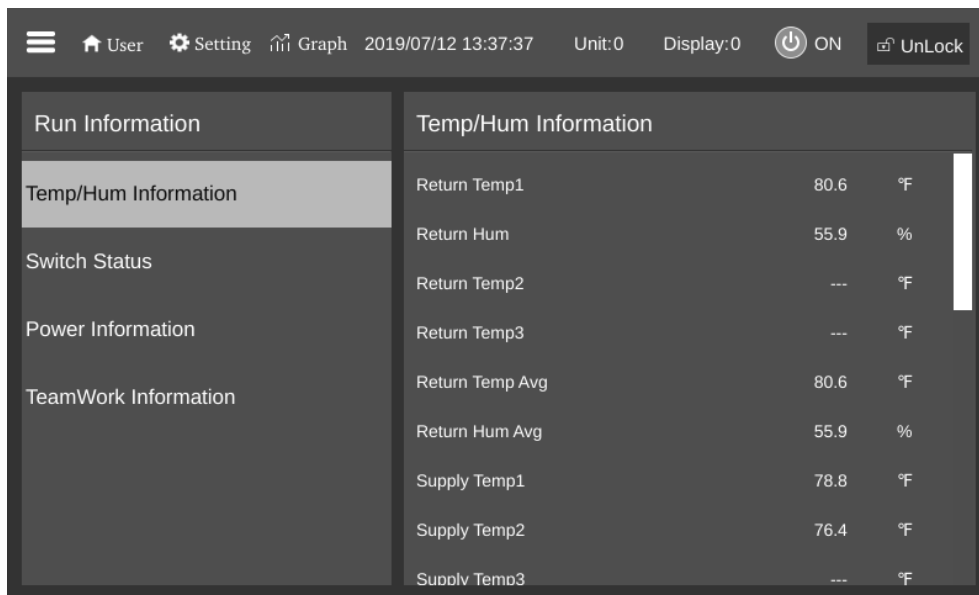 User Setting Graph 2019/07/12 13:37:37 Unit:0 Display:0 ON UnLock
Run Information
Temp/Hum Information
Switch Status
Power Information
TeamWork Information
Temp/Hum Information
Return Temp1 80.6 ℉
Return Hum 55.9 %
Return Temp2 --- ℉
Return Temp3 --- ℉
Return Temp Avg 80.6 ℉
Return Hum Avg 55.9 %
Supply Temp1 78.8 ℉
Supply Temp2 76.4 ℉
Supply Temp3 --- ℉